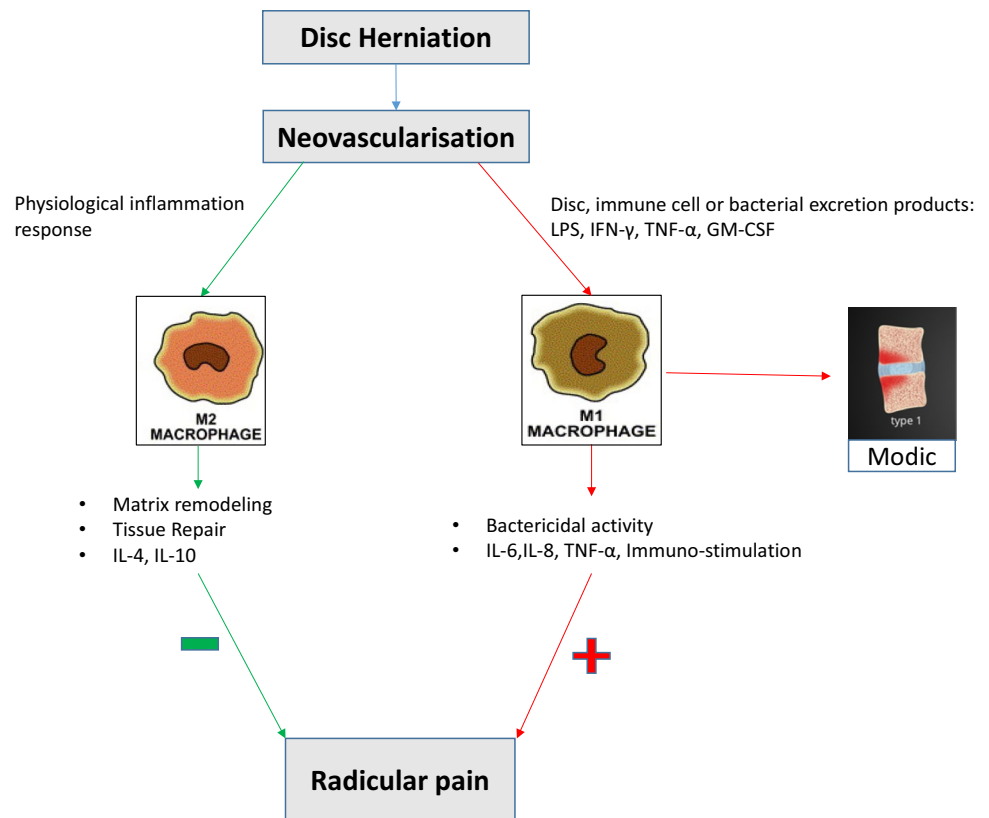 Disc Herniation
Neovascularisation
Physiological inflammation
response
Disc, immune cell or bacterial excretion products:
LPS, IFN-γ, TNF-α, GM-CSF
M2
MACROPHAGE
M1
MACROPHAGE
type 1
Modic
• Matrix remodeling
• Tissue Repair
• IL-4, IL-10
• Bactericidal activity
• IL-6,IL-8, TNF-α, Immuno-stimulation
Radicular pain